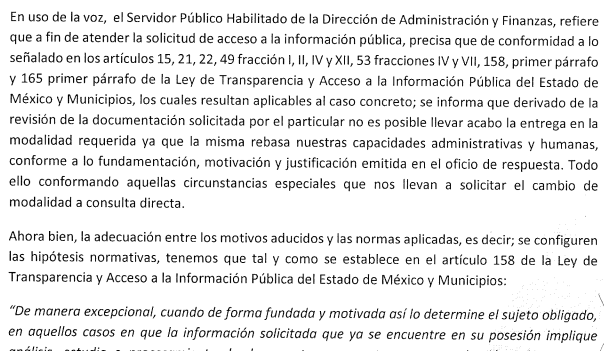 En uso de la voz, el Servidor Público Habilitado de la Dirección de Administración y Finanzas, refiere
que a fin de atender la solicitud de acceso a la información pública, precisa que de conformidad a lo
señalado en los artículos 15, 21, 22, 49 fracción I, II, IV y XII, 53 fracciones IV y VII, 158, primer párrafo
y 165 primer párrafo de la Ley de Transparencia y Acceso a la Información Pública del Estado de
México y Municipios, los cuales resultan aplicables al caso concreto; se informa que derivado de la
revisión de la documentación solicitada por el particular no es posible llevar acabo la entrega en la
modalidad requerida ya que la misma rebasa nuestras capacidades administrativas y humanas,
conforme a lo fundamentación, motivación y justificación emitida en el oficio de respuesta. Todo
ello conformando aquellas circunstancias especiales que nos llevan a solicitar el cambio de
modalidad a consulta directa.
Ahora bien, la adecuación entre los motivos aducidos y las normas aplicadas, es decir; se configuren
las hipótesis normativas, tenemos que tal y como se establece en el artículo 158 de la Ley de
Transparencia y Acceso a la Información Pública del Estado de México y Municipios:
"De manera excepcional, cuando de forma fundada y motivada así lo determine el sujeto obligado,
en aquellos casos en que la información solicitada que ya se encuentre en su posesión implique